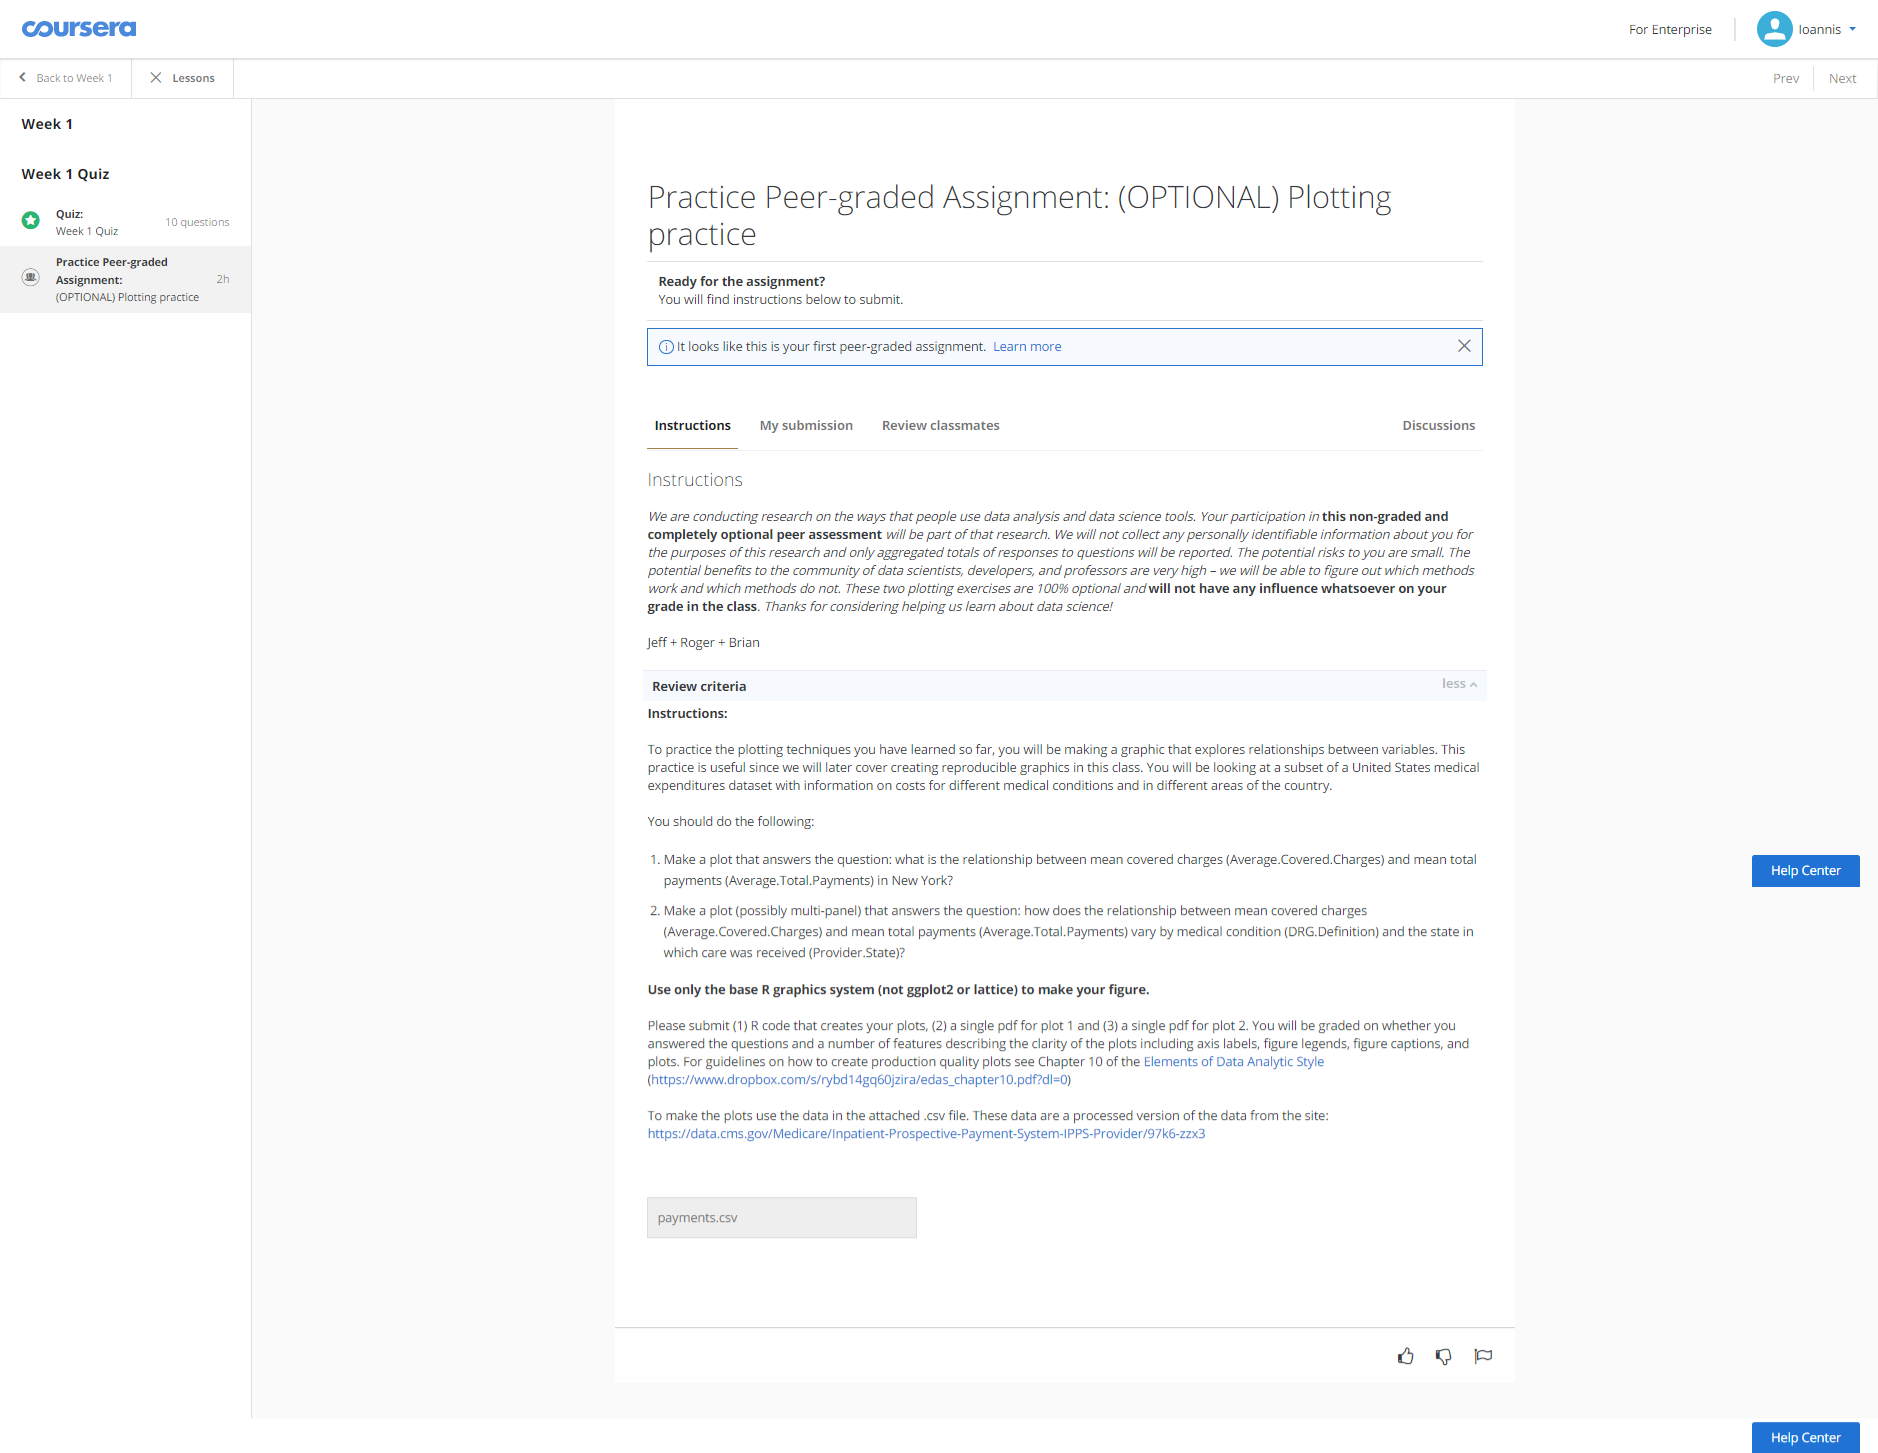 coursera
For Enterprise
Ioannis
Back to Week 1
Lessons
Prev
Next
Week 1
Week 1 Quiz
Quiz:
Week 1 Quiz
10 questions
Practice Peer-graded
Assignment:
(OPTIONAL) Plotting practice
2h
Practice Peer-graded Assignment: (OPTIONAL) Plotting
practice
Ready for the assignment?
You will find instructions below to submit.
It looks like this is your first peer-graded assignment. Learn more
Instructions
My submission
Review classmates
Discussions
Instructions
We are conducting research on the ways that people use data analysis and data science tools. Your participation in this non-graded and
completely optional peer assessment will be part of that research. We will not collect any personally identifiable information about you for
the purposes of this research and only aggregated totals of responses to questions will be reported. The potential risks to you are small. The
potential benefits to the community of data scientists, developers, and professors are very high – we will be able to figure out which methods
work and which methods do not. These two plotting exercises are 100% optional and will not have any influence whatsoever on your
grade in the class. Thanks for considering helping us learn about data science!
Jeff + Roger + Brian
Review criteria
less
Instructions:
To practice the plotting techniques you have learned so far, you will be making a graphic that explores relationships between variables. This
practice is useful since we will later cover creating reproducible graphics in this class. You will be looking at a subset of a United States medical
expenditures dataset with information on costs for different medical conditions and in different areas of the country.
You should do the following:
1. Make a plot that answers the question: what is the relationship between mean covered charges (Average.Covered.Charges) and mean total
payments (Average.Total.Payments) in New York?
2. Make a plot (possibly multi-panel) that answers the question: how does the relationship between mean covered charges
(Average.Covered.Charges) and mean total payments (Average.Total.Payments) vary by medical condition (DRG.Definition) and the state in
which care was received (Provider.State)?
Use only the base R graphics system (not ggplot2 or lattice) to make your figure.
Please submit (1) R code that creates your plots, (2) a single pdf for plot 1 and (3) a single pdf for plot 2. You will be graded on whether you
answered the questions and a number of features describing the clarity of the plots including axis labels, figure legends, figure captions, and
plots. For guidelines on how to create production quality plots see Chapter 10 of the Elements of Data Analytic Style
(https://www.dropbox.com/s/rybd14gq60jzira/edas_chapter10.pdf?dl=0)
To make the plots use the data in the attached .csv file. These data are a processed version of the data from the site:
https://data.cms.gov/Medicare/Inpatient-Prospective-Payment-System-IPPS-Provider/97k6-zzx3
payments.csv
Help Center
Help Center